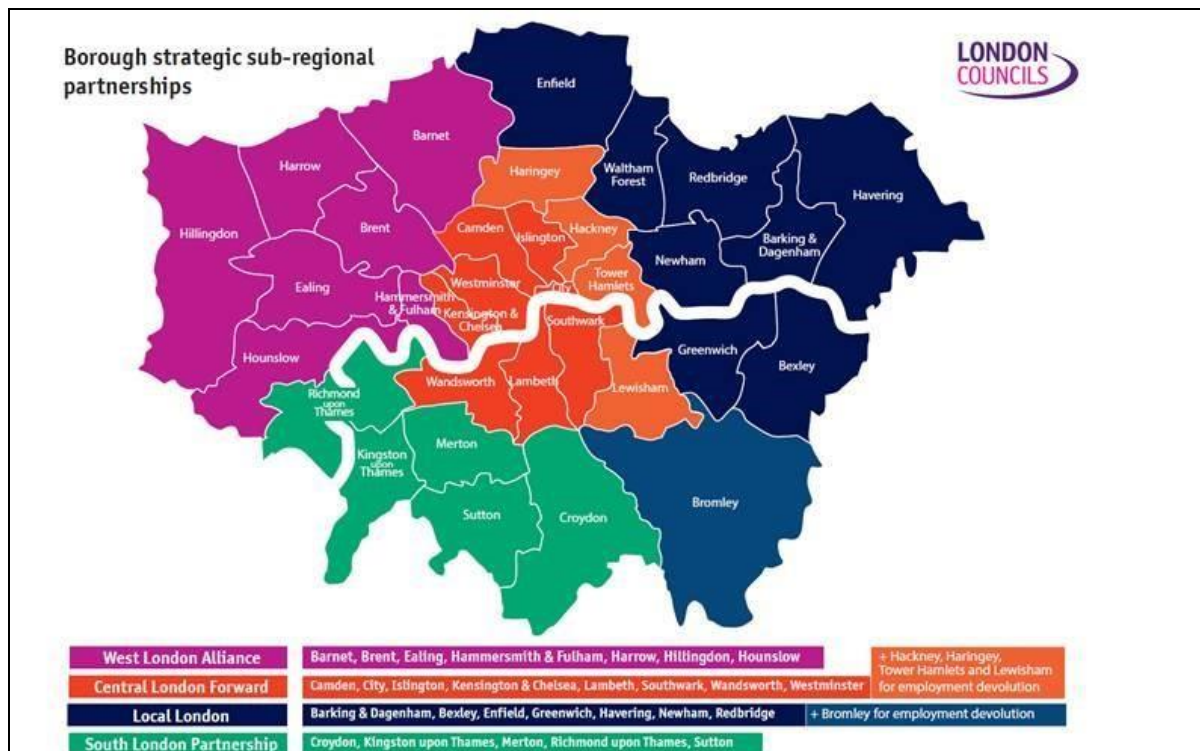 Borough strategic sub-regional
partnerships
LONDON
COUNCILS
Enfield
Barnet
Harrow
Haringey
Waltham
Forest
Redbridge
Havering
Hillingdon
Brent
Camden
Islington
Hackney
Barking &
Dagenham
Newham
Ealing
Westminster
City
Tower
Hamlets
Hammersmith
& Fulham
Kensington &
Chelsea
Southwark
Hounslow
Greenwich
Bexley
Richmond
upon
Thames
Wandsworth
Lambeth
Lewisham
Merton
Kingston
upon
Thames
Sutton
Croydon
Bromley
West London Alliance
Barnet, Brent, Ealing, Hammersmith & Fulham, Harrow, Hillingdon, Hounslow
+ Hackney, Haringey,
Tower Hamlets and Lewisham
for employment devolution
Central London Forward
Camden, City, Islington, Kensington & Chelsea, Lambeth, Southwark, Wandsworth, Westminster
Local London
Barking & Dagenham, Bexley, Enfield, Greenwich, Havering, Newham, Redbridge
+ Bromley for employment devolution
South London Partnership
Croydon, Kingston upon Thames, Merton, Richmond upon Thames, Sutton